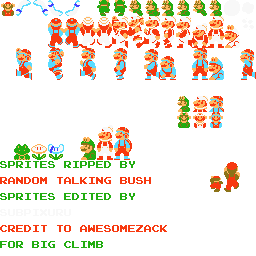 SPRITES RIPPED BY
RANDOM TALKING BUSH
SPRITES EDITED BY
CREDIT TO AWESOMEZACK
FOR BIG CLIMB